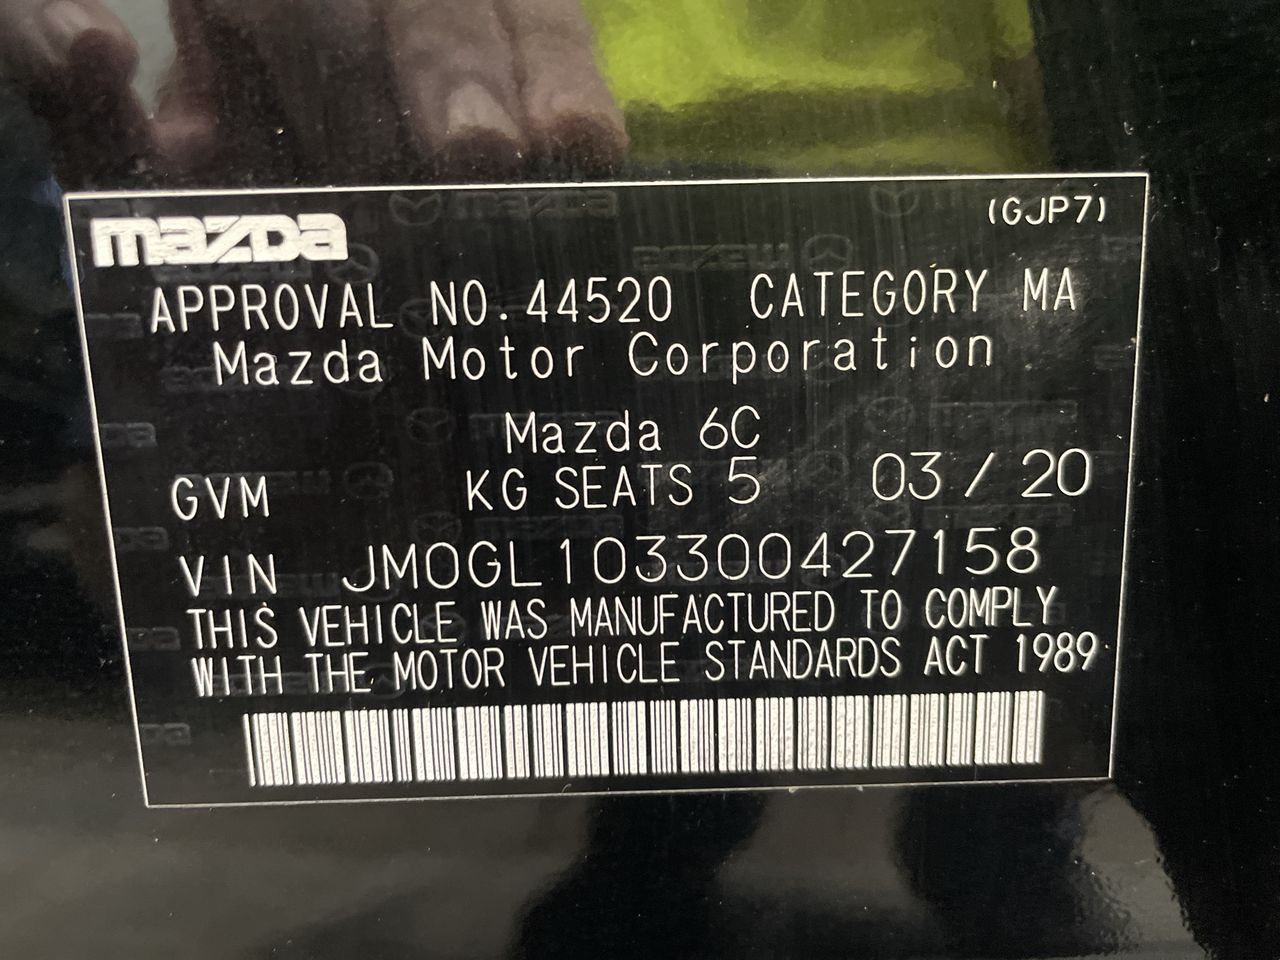 mazda
(GJP7)
APPROVAL NO.44520 CATEGORY MA
Mazda Motor Corporation
Mazda 6C
GVM KG SEATS 5 03/20
VIN JM0GL103300427158
THIS VEHICLE WAS MANUFACTURED TO COMPLY
WITH THE MOTOR VEHICLE STANDARDS ACT 1989